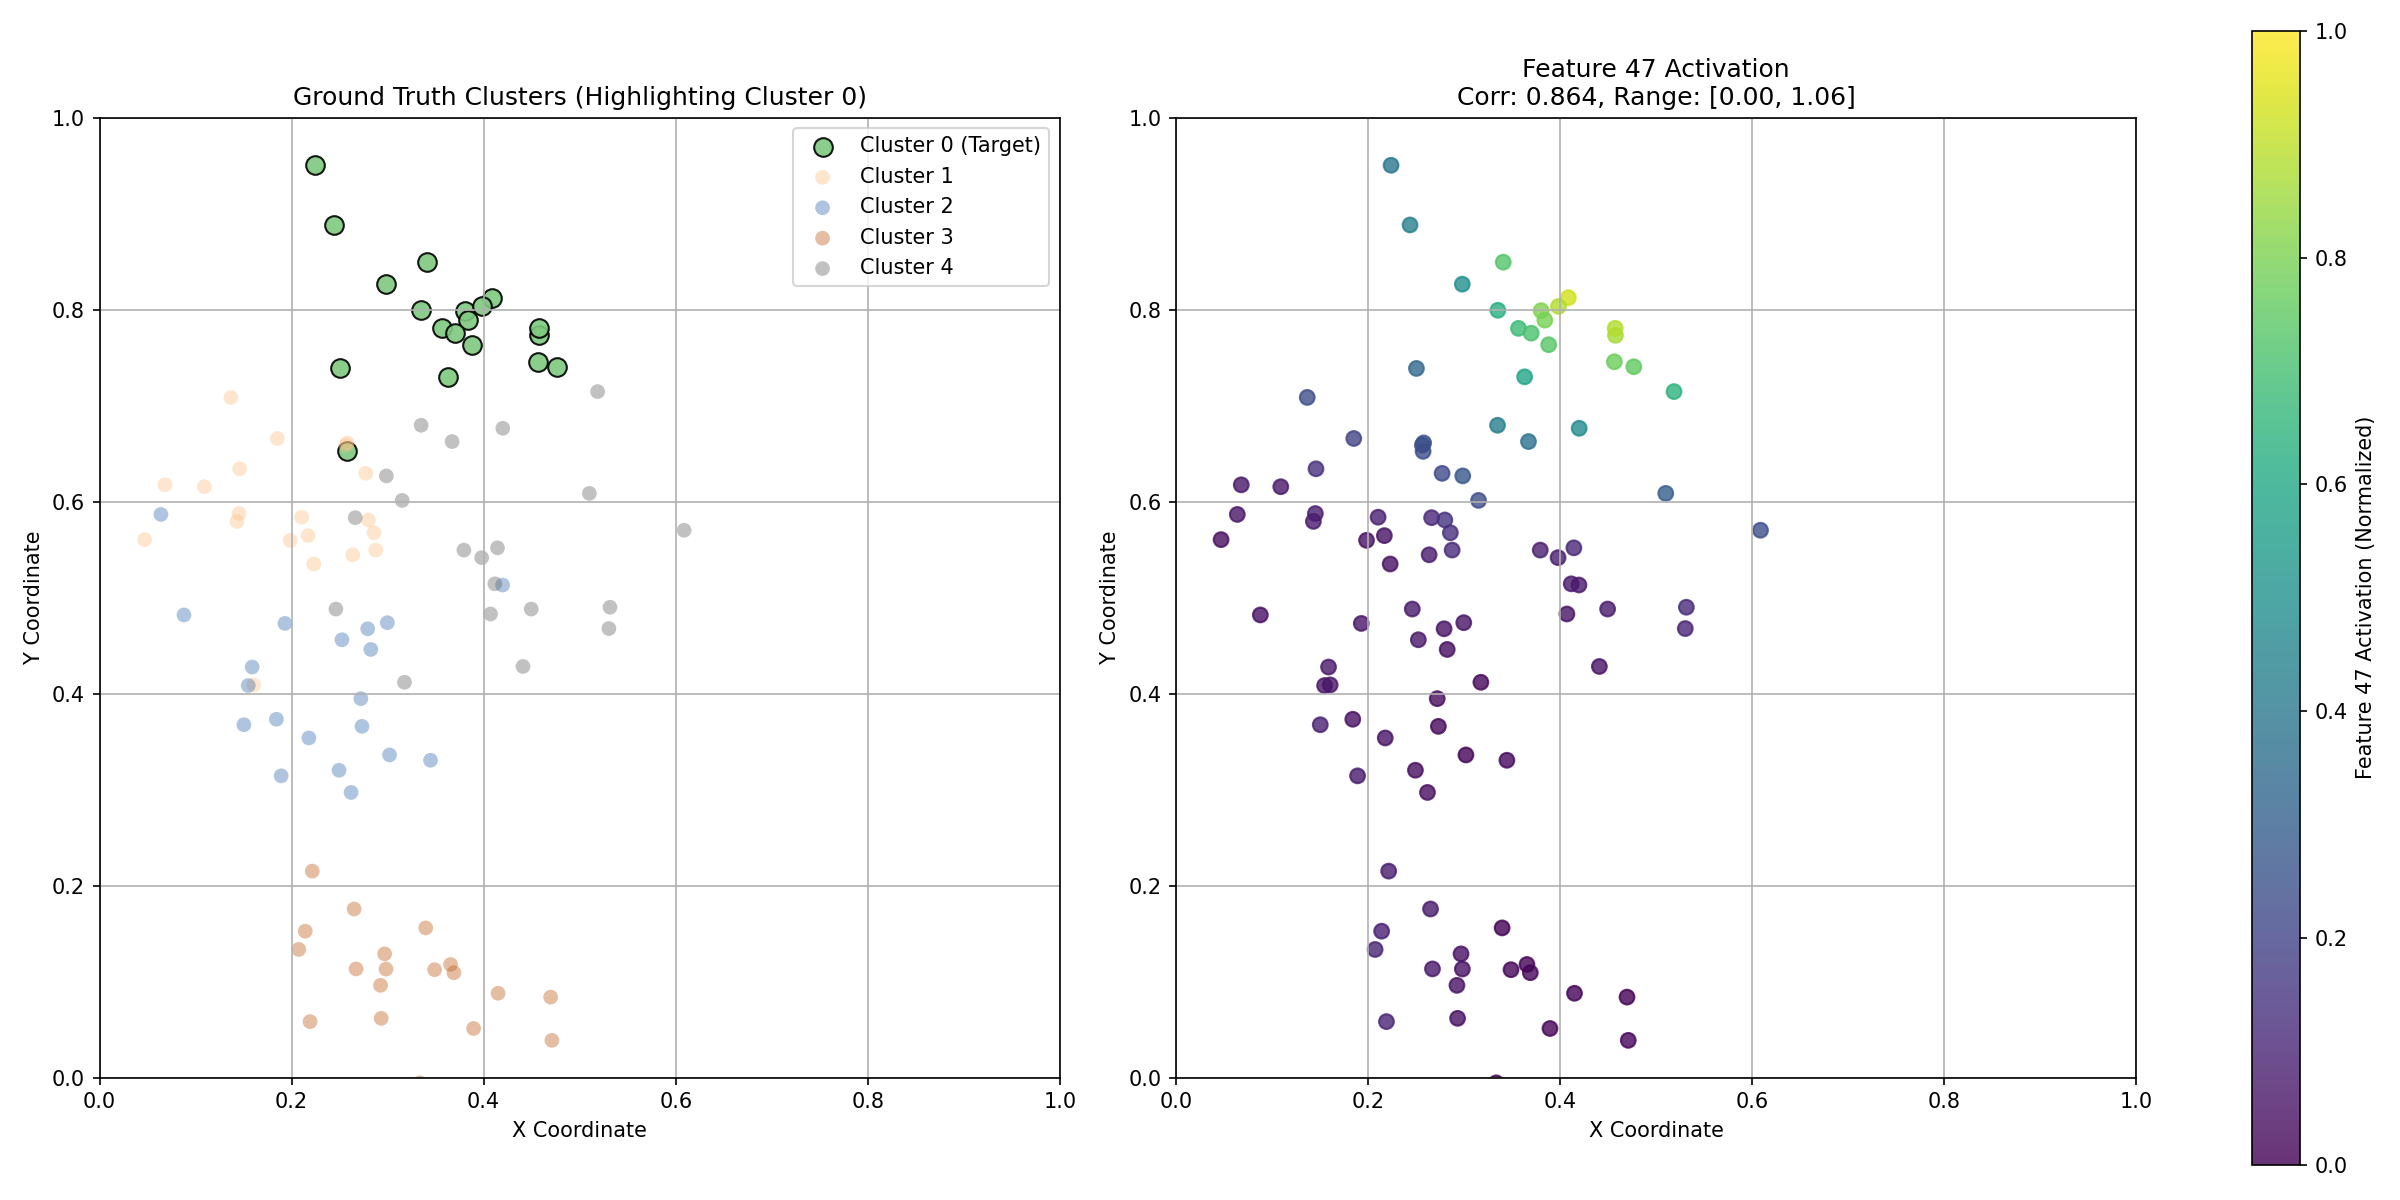 Ground Truth Clusters (Highlighting Cluster 0)
1.0
0.8
0.6
0.4
0.2
0.0
0.0
0.2
0.4
0.6
0.8
1.0
X Coordinate
Y Coordinate
Cluster 0 (Target)
Cluster 1
Cluster 2
Cluster 3
Cluster 4
Feature 47 Activation
Corr: 0.864, Range: [0.00, 1.06]
1.0
0.8
0.6
0.4
0.2
0.0
0.0
0.2
0.4
0.6
0.8
1.0
X Coordinate
Y Coordinate
1.0
0.8
0.6
0.4
0.2
0.0
Feature 47 Activation (Normalized)